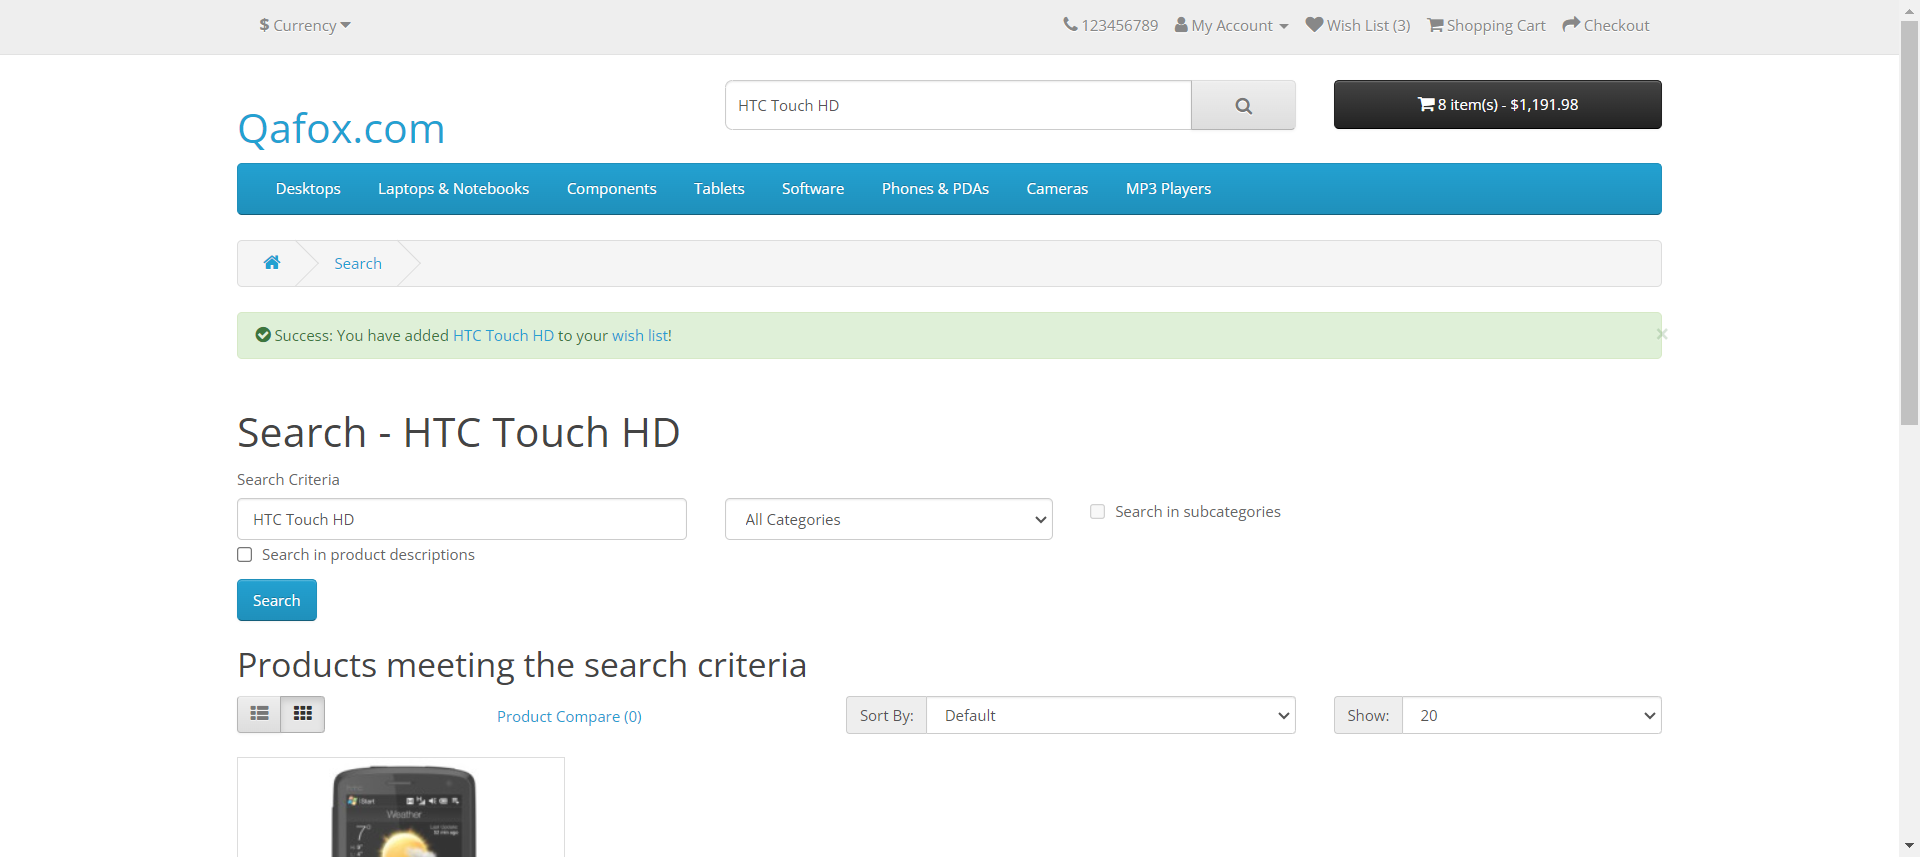 $ Currency
123456789 My Account Wish List (3) Shopping Cart Checkout
Qafox.com
HTC Touch HD
8 item(s) - $1,191.98
Desktops Laptops & Notebooks Components Tablets Software Phones & PDAs Cameras MP3 Players
Search
Success: You have added HTC Touch HD to your wish list!
×
Search - HTC Touch HD
Search Criteria
HTC Touch HD
All Categories
Search in subcategories
Search in product descriptions
Search
Products meeting the search criteria
Product Compare (0)
Sort By: Default
Show: 20
Start
Weather
7°